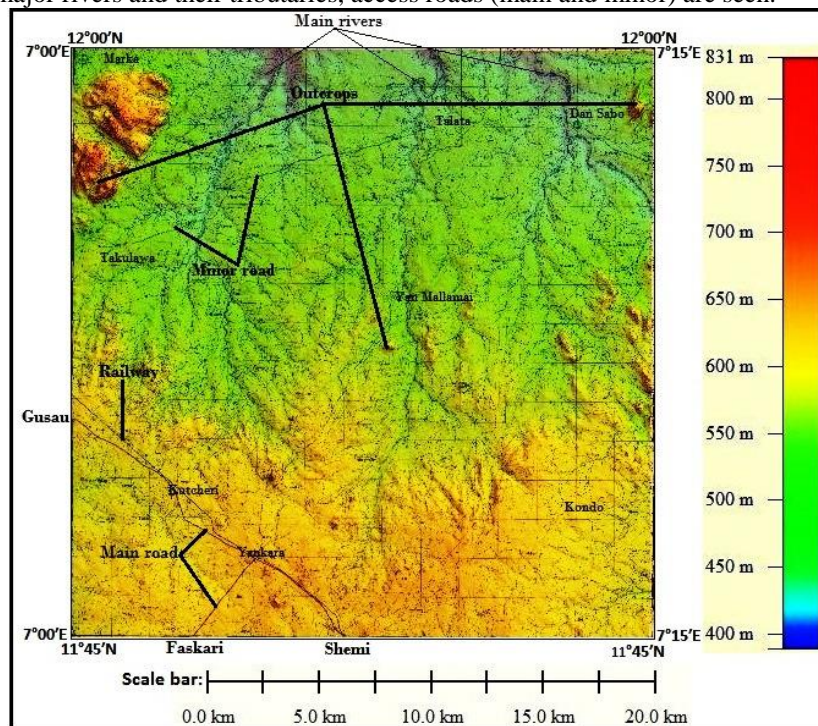 major rivers and their tributaries, access roads (main and minor) are seen.
Main rivers
12°00'N
12°00'N
7°00'E
7°15'E
831 m
Marke
800 m
Outcrops
Dan Sabo
Talata
750 m
700 m
Takulawa
Minor road
650 m
Yan Mallamai
600 m
Railway
Gusau
550 m
Kutcheri
Kondo
500 m
Main road
Yankara
450 m
7°00'E
7°15'E
400 m
11°45'N
Faskari
Shemi
11°45'N
Scale bar:
0.0 km
5.0 km
10.0 km
15.0 km
20.0 km